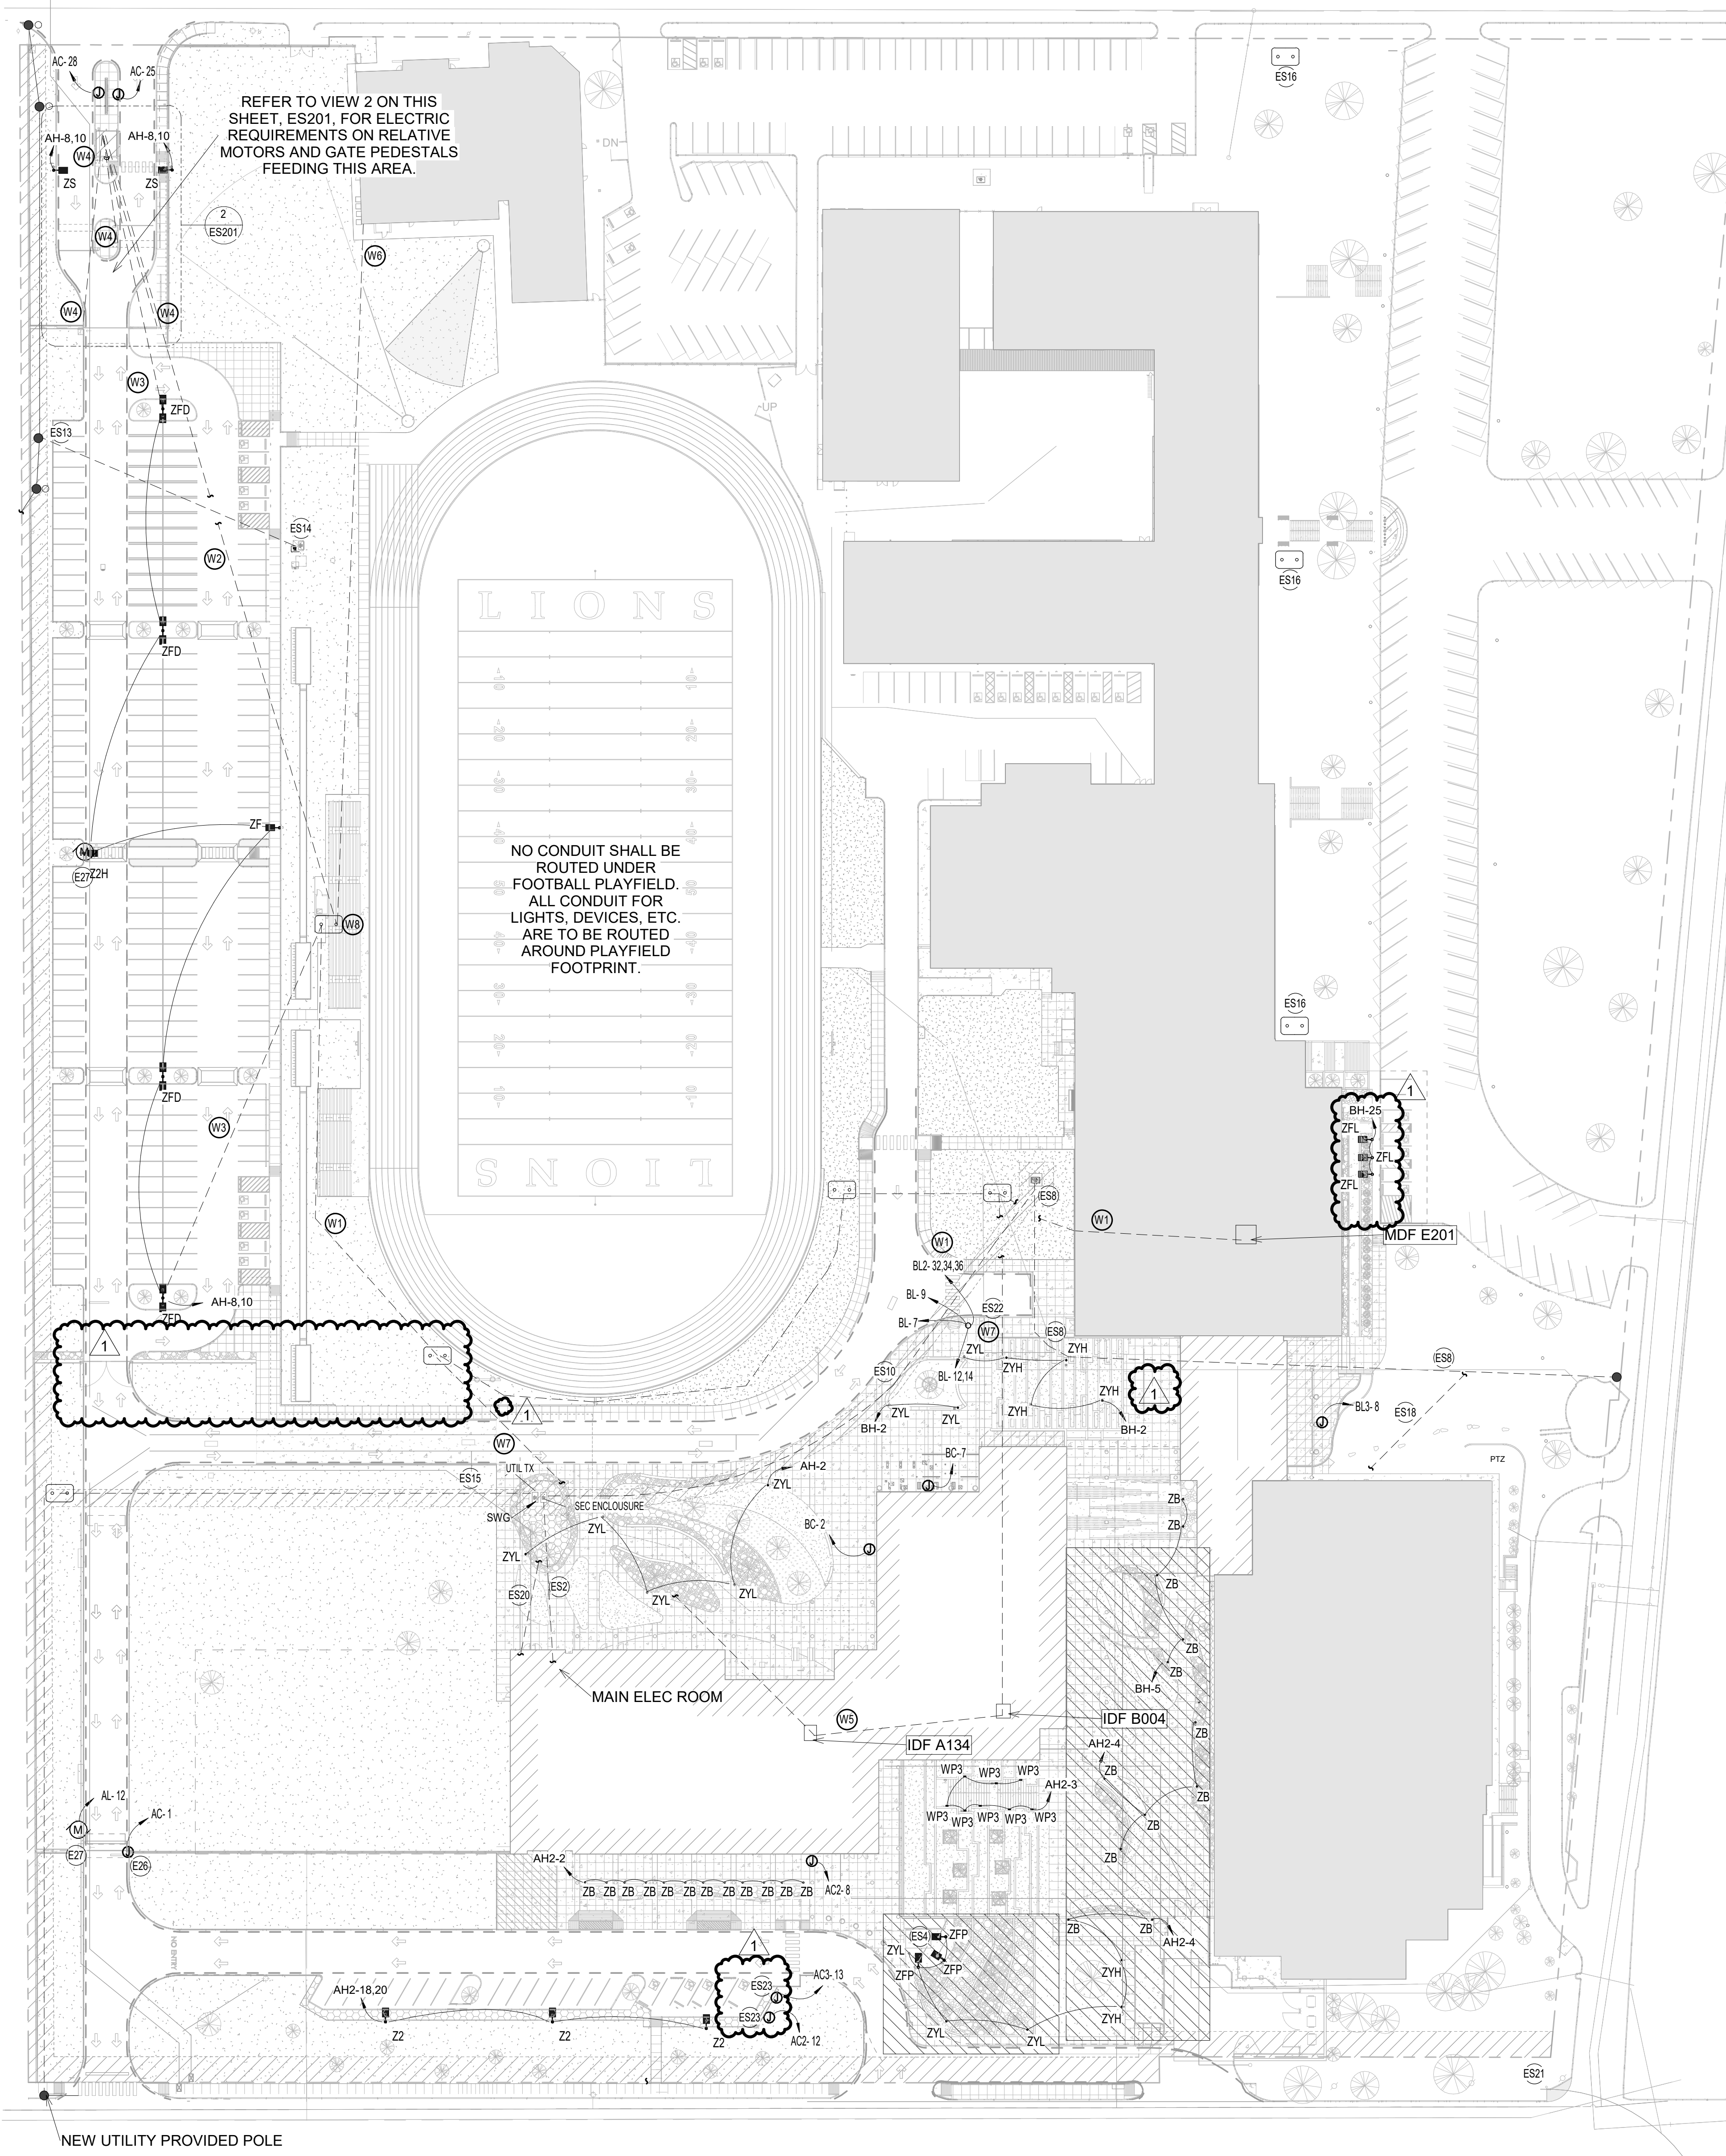 AC- 28
AC- 25
REFER TO VIEW 2 ON THIS
SHEET, ES201, FOR ELECTRIC
REQUIREMENTS ON RELATIVE
MOTORS AND GATE PEDESTALS
FEEDING THIS AREA.
ES16
J
J
AH-8,10
AH-8,10
W4
ZS
ZS
DN
2
ES201
W4
W6
W4
W4
W3
ZFD
UP
ES13
ES14
W2
ES16
L I O N S
ZFD
ZF
M
E27
Z2H
NO CONDUIT SHALL BE
ROUTED UNDER
FOOTBALL PLAYFIELD.
ALL CONDUIT FOR
LIGHTS, DEVICES, ETC.
ARE TO BE ROUTED
AROUND PLAYFIELD
FOOTPRINT.
W8
ES16
ZFD
W3
1
BH-25
ZFL
ZFL
ZFL
L I O N S
ES8
W1
W1
W1
MDF E201
BL2- 32,34,36
BL- 9
BL- 7
ES22
W7
ES8
AH-8,10
ZFD
1
ZYL
ZYH
ES8
ES10
BL- 12,14
ZYH
1
1
ZYL
ZYL
ZYH
BH-2
BH-2
BL3- 8
J
ES18
W7
BC- 7
J
PTZ
UTIL TX
ES15
AH-2
ZYL
SEC ENCLOUSURE
SWG
ZYL
BC- 2
J
ZB
ZB
ZYL
ES20
ES2
ZYL
ZYL
ZB
ZB
ZB
BH-5
MAIN ELEC ROOM
W5
IDF B004
IDF A134
ZB
AH2-4
ZB
WP3
WP3
WP3
AH2-3
ZB
WP3
WP3
WP3
WP3
ZB
ZB
AL- 12
M
AC- 1
J
E27
E26
AH2-2
J
AC2- 8
ZB
ZB
ZB
ZB
ZB
ZB
ZB
ZB
ZB
ZB
ZB
ZB
ZB
AH2-4
NO ENTRY
1
ES4
ZFP
ZYL
ZFP
ZFP
ZYH
AH2-18,20
ES23
J
AC3- 13
ES23
J
AC2- 12
Z2
Z2
Z2
ZYL
ZYL
ZYH
ES21
NEW UTILITY PROVIDED POLE